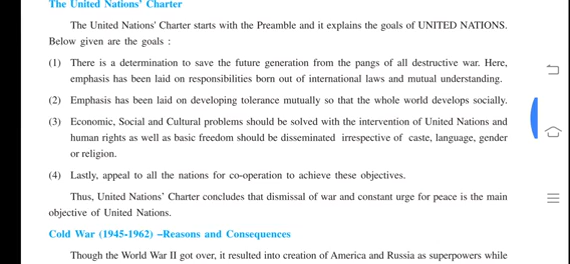 The United Nations' Charter
The United Nations' Charter starts with the Preamble and it explains the goals of UNITED NATIONS.
Below given are the goals :
(1) There is a determination to save the future generation from the pangs of all destructive war. Here,
emphasis has been laid on responsibilities born out of international laws and mutual understanding.
(2) Emphasis has been laid on developing tolerance mutually so that the whole world develops socially.
(3) Economic, Social and Cultural problems should be solved with the intervention of United Nations and
human rights as well as basic freedom should be disseminated irrespective of caste, language, gender
or religion.
(4) Lastly, appeal to all the nations for co-operation to achieve these objectives.
Thus, United Nations' Charter concludes that dismissal of war and constant urge for peace is the main
objective of United Nations.
Cold War (1945-1962) –Reasons and Consequences
Though the World War II got over, it resulted into creation of America and Russia as superpowers while